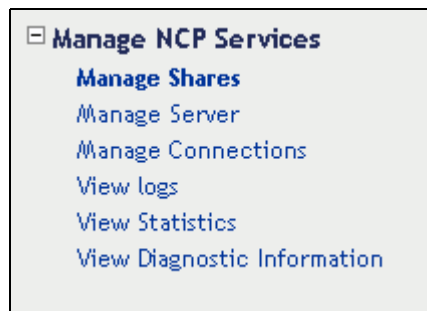 Manage NCP Services
Manage Shares
Manage Server
Manage Connections
View logs
View Statistics
View Diagnostic Information